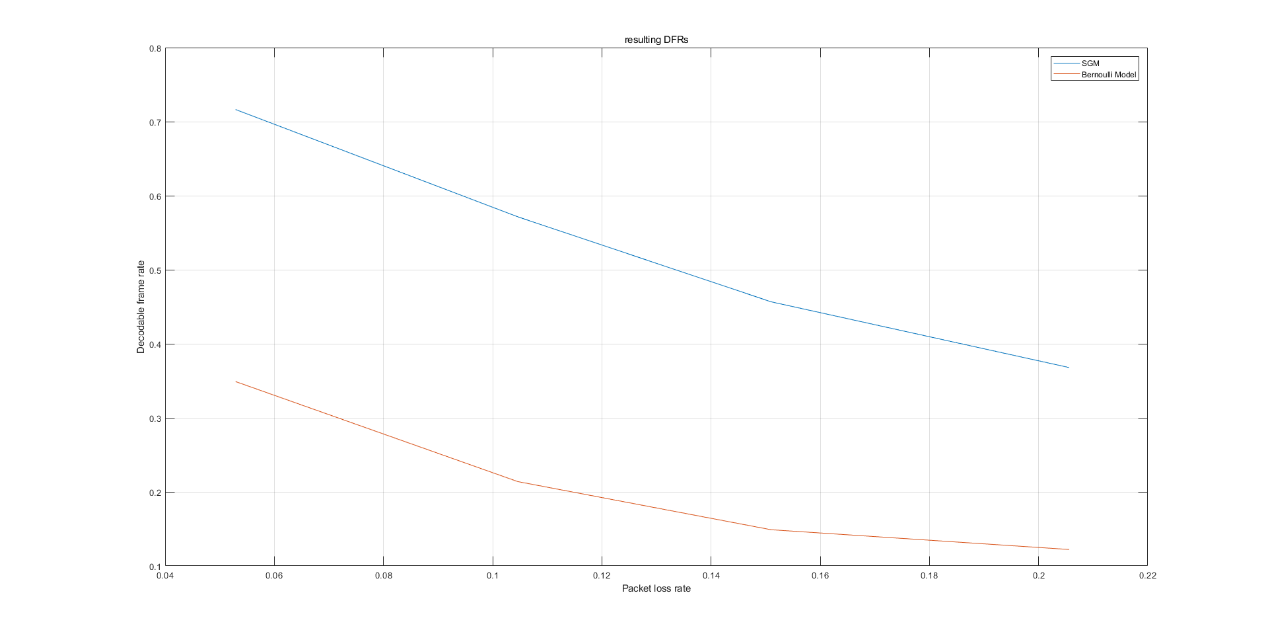 resulting DFRs
SGM
Bernoulli Model
0.8
0.7
0.6
0.5
0.4
0.3
0.2
0.1
Decodable frame rate
0.04 0.06 0.08 0.1 0.12 0.14 0.16 0.18 0.2 0.22
Packet loss rate